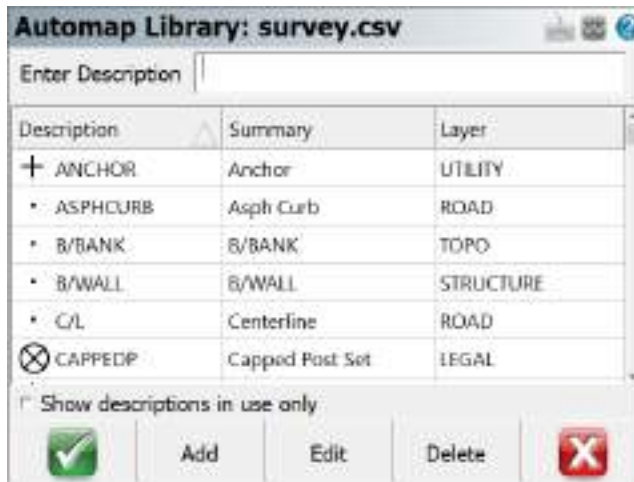 Automap Library: survey.csv
Enter Description
Description Summary Layer
ANCHOR Anchor UTILITY
ASPHCURB Asph Curb ROAD
B/BANK B/BANK TOPO
B/WALL B/WALL STRUCTURE
C/L Centerline ROAD
CAPPEDP Capped Post Set LEGAL
Show descriptions in use only
Add Edit Delete